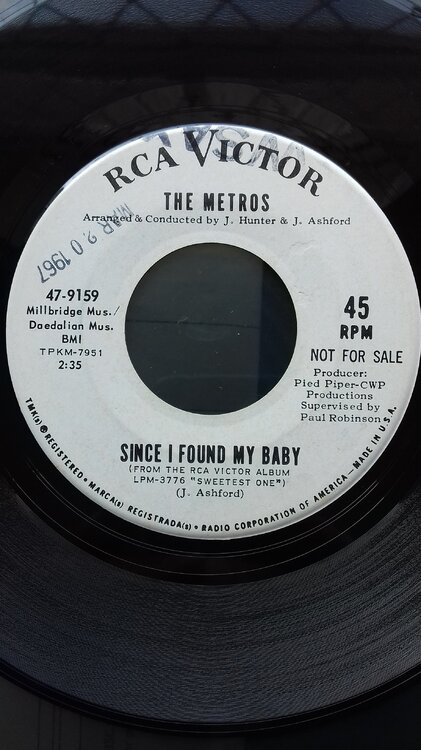 RCA VICTOR
THE METROS
Arranged & Conducted by J. Hunter & J. Ashford
MAR 20 1967
47-9159
Millbridge Mus./
Daedalian Mus.
BMI
TPKM-7951
2:35
45
RPM
NOT FOR SALE
Producer:
Pied Piper-CWP
Productions
Supervised by
Paul Robinson
SINCE I FOUND MY BABY
(FROM THE RCA VICTOR ALBUM
LPM-3776 "SWEETEST ONE")
(J. Ashford)
TMK(s) ® REGISTERED • MARCA(s) REGISTRADA(s) • RADIO CORPORATION OF AMERICA — MADE IN U.S.A.